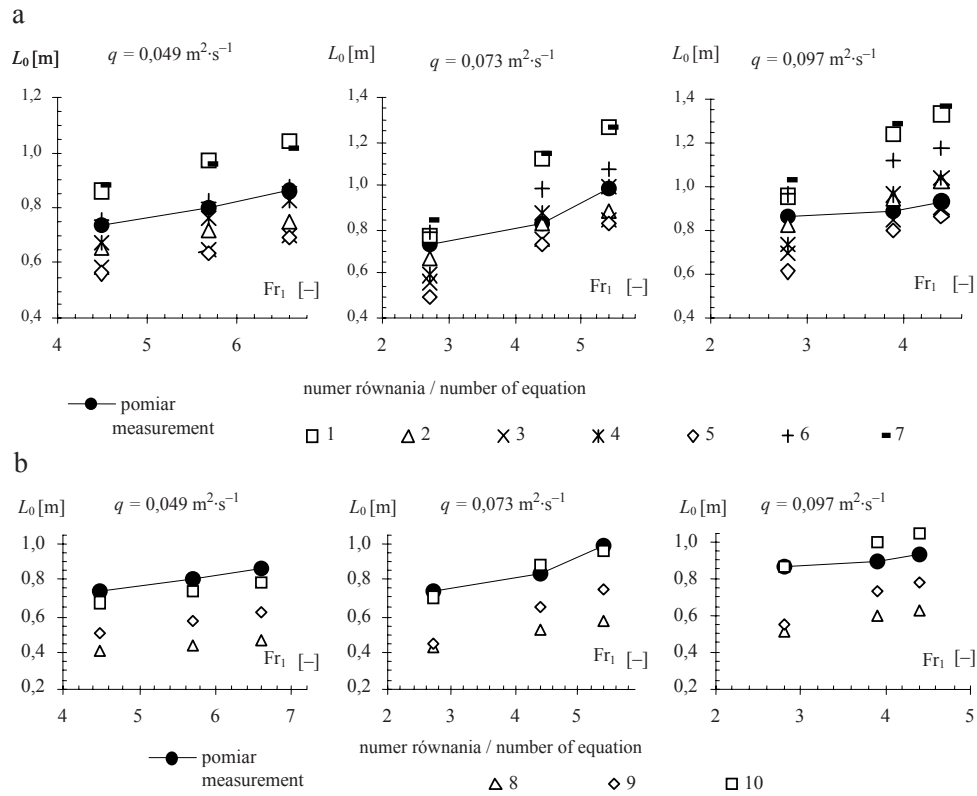 a
L0 [m]
q = 0,049 m²·s⁻¹
1,2
1,0
0,8
0,6
0,4
4
5
6
Fr1 [–]
L0 [m]
q = 0,073 m²·s⁻¹
1,4
1,2
1,0
0,8
0,6
0,4
2
3
4
5
Fr1 [–]
L0 [m]
q = 0,097 m²·s⁻¹
1,4
1,2
1,0
0,8
0,6
0,4
2
3
4
Fr1 [–]
numer równania / number of equation
pomiar
measurement
1 2 3 4 5 6 7
b
L0 [m]
q = 0,049 m²·s⁻¹
1,0
0,8
0,6
0,4
0,2
4
5
6
7
Fr1 [–]
L0 [m]
q = 0,073 m²·s⁻¹
1,0
0,8
0,6
0,4
0,2
2
3
4
5
Fr1 [–]
L0 [m]
q = 0,097 m²·s⁻¹
1,0
0,8
0,6
0,4
0,2
2
3
4
5
Fr1 [–]
numer równania / number of equation
pomiar
measurement
8 9 10